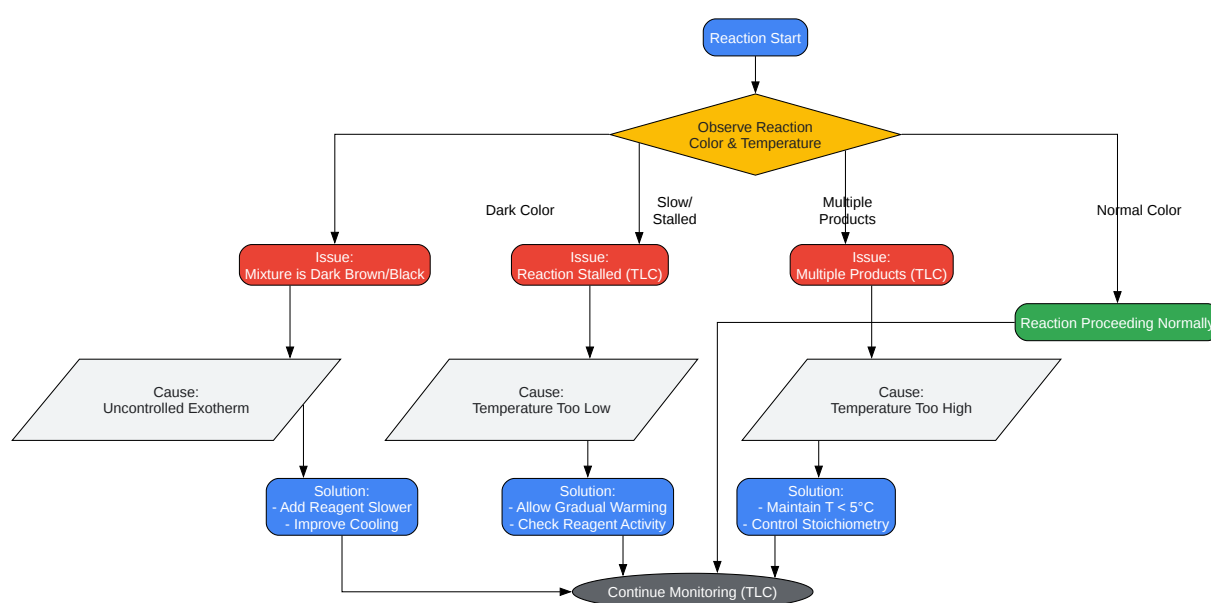 Reaction Start
Observe Reaction
Color & Temperature
Dark Color
Slow/
Stalled
Multiple
Products
Normal Color
Issue:
Mixture is Dark Brown/Black
Issue:
Reaction Stalled (TLC)
Issue:
Multiple Products (TLC)
Reaction Proceeding Normally
Cause:
Uncontrolled Exotherm
Cause:
Temperature Too Low
Cause:
Temperature Too High
Solution:
- Add Reagent Slower
- Improve Cooling
Solution:
- Allow Gradual Warming
- Check Reagent Activity
Solution:
- Maintain T < 5°C
- Control Stoichiometry
Continue Monitoring (TLC)